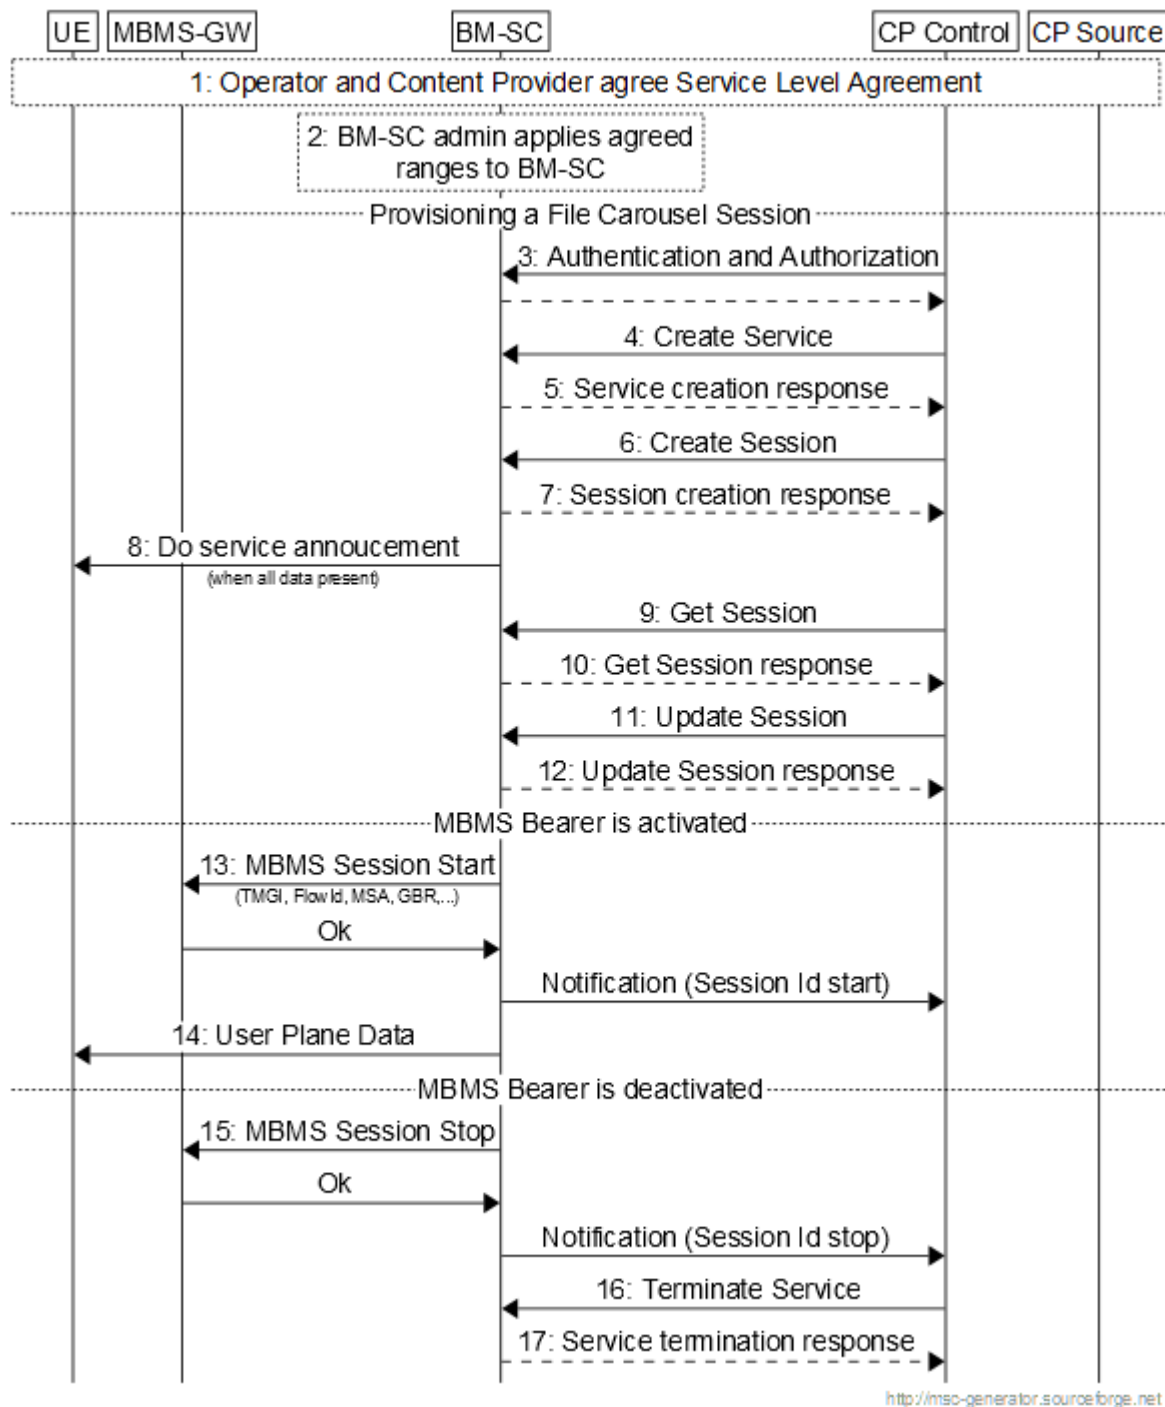 UE MBMS-GW BM-SC CP Control CP Source
1: Operator and Content Provider agree Service Level Agreement
2: BM-SC admin applies agreed
ranges to BM-SC
Provisioning a File Carousel Session
3: Authentication and Authorization
4: Create Service
5: Service creation response
6: Create Session
7: Session creation response
8: Do service annoucement
(when all data present)
9: Get Session
10: Get Session response
11: Update Session
12: Update Session response
MBMS Bearer is activated
13: MBMS Session Start
(TMGI, FlowId, MSA, GBR,...)
Ok
Notification (Session Id start)
14: User Plane Data
MBMS Bearer is deactivated
15: MBMS Session Stop
Ok
Notification (Session Id stop)
16: Terminate Service
17: Service termination response
http://msc-generator.sourceforge.net